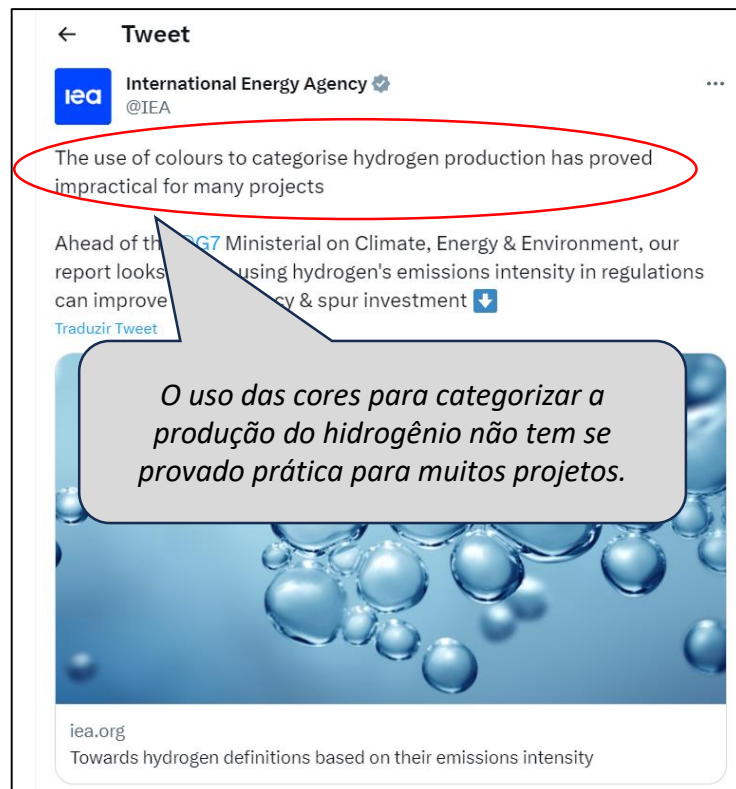 ← Tweet
iea
International Energy Agency
@IEA
...
The use of colours to categorise hydrogen production has proved
impractical for many projects
Ahead of th @G7 Ministerial on Climate, Energy & Environment, our
report looks using hydrogen's emissions intensity in regulations
can improve cy & spur investment
Traduzir Tweet
O uso das cores para categorizar a
produção do hidrogênio não tem se
provado prática para muitos projetos.
iea.org
Towards hydrogen definitions based on their emissions intensity